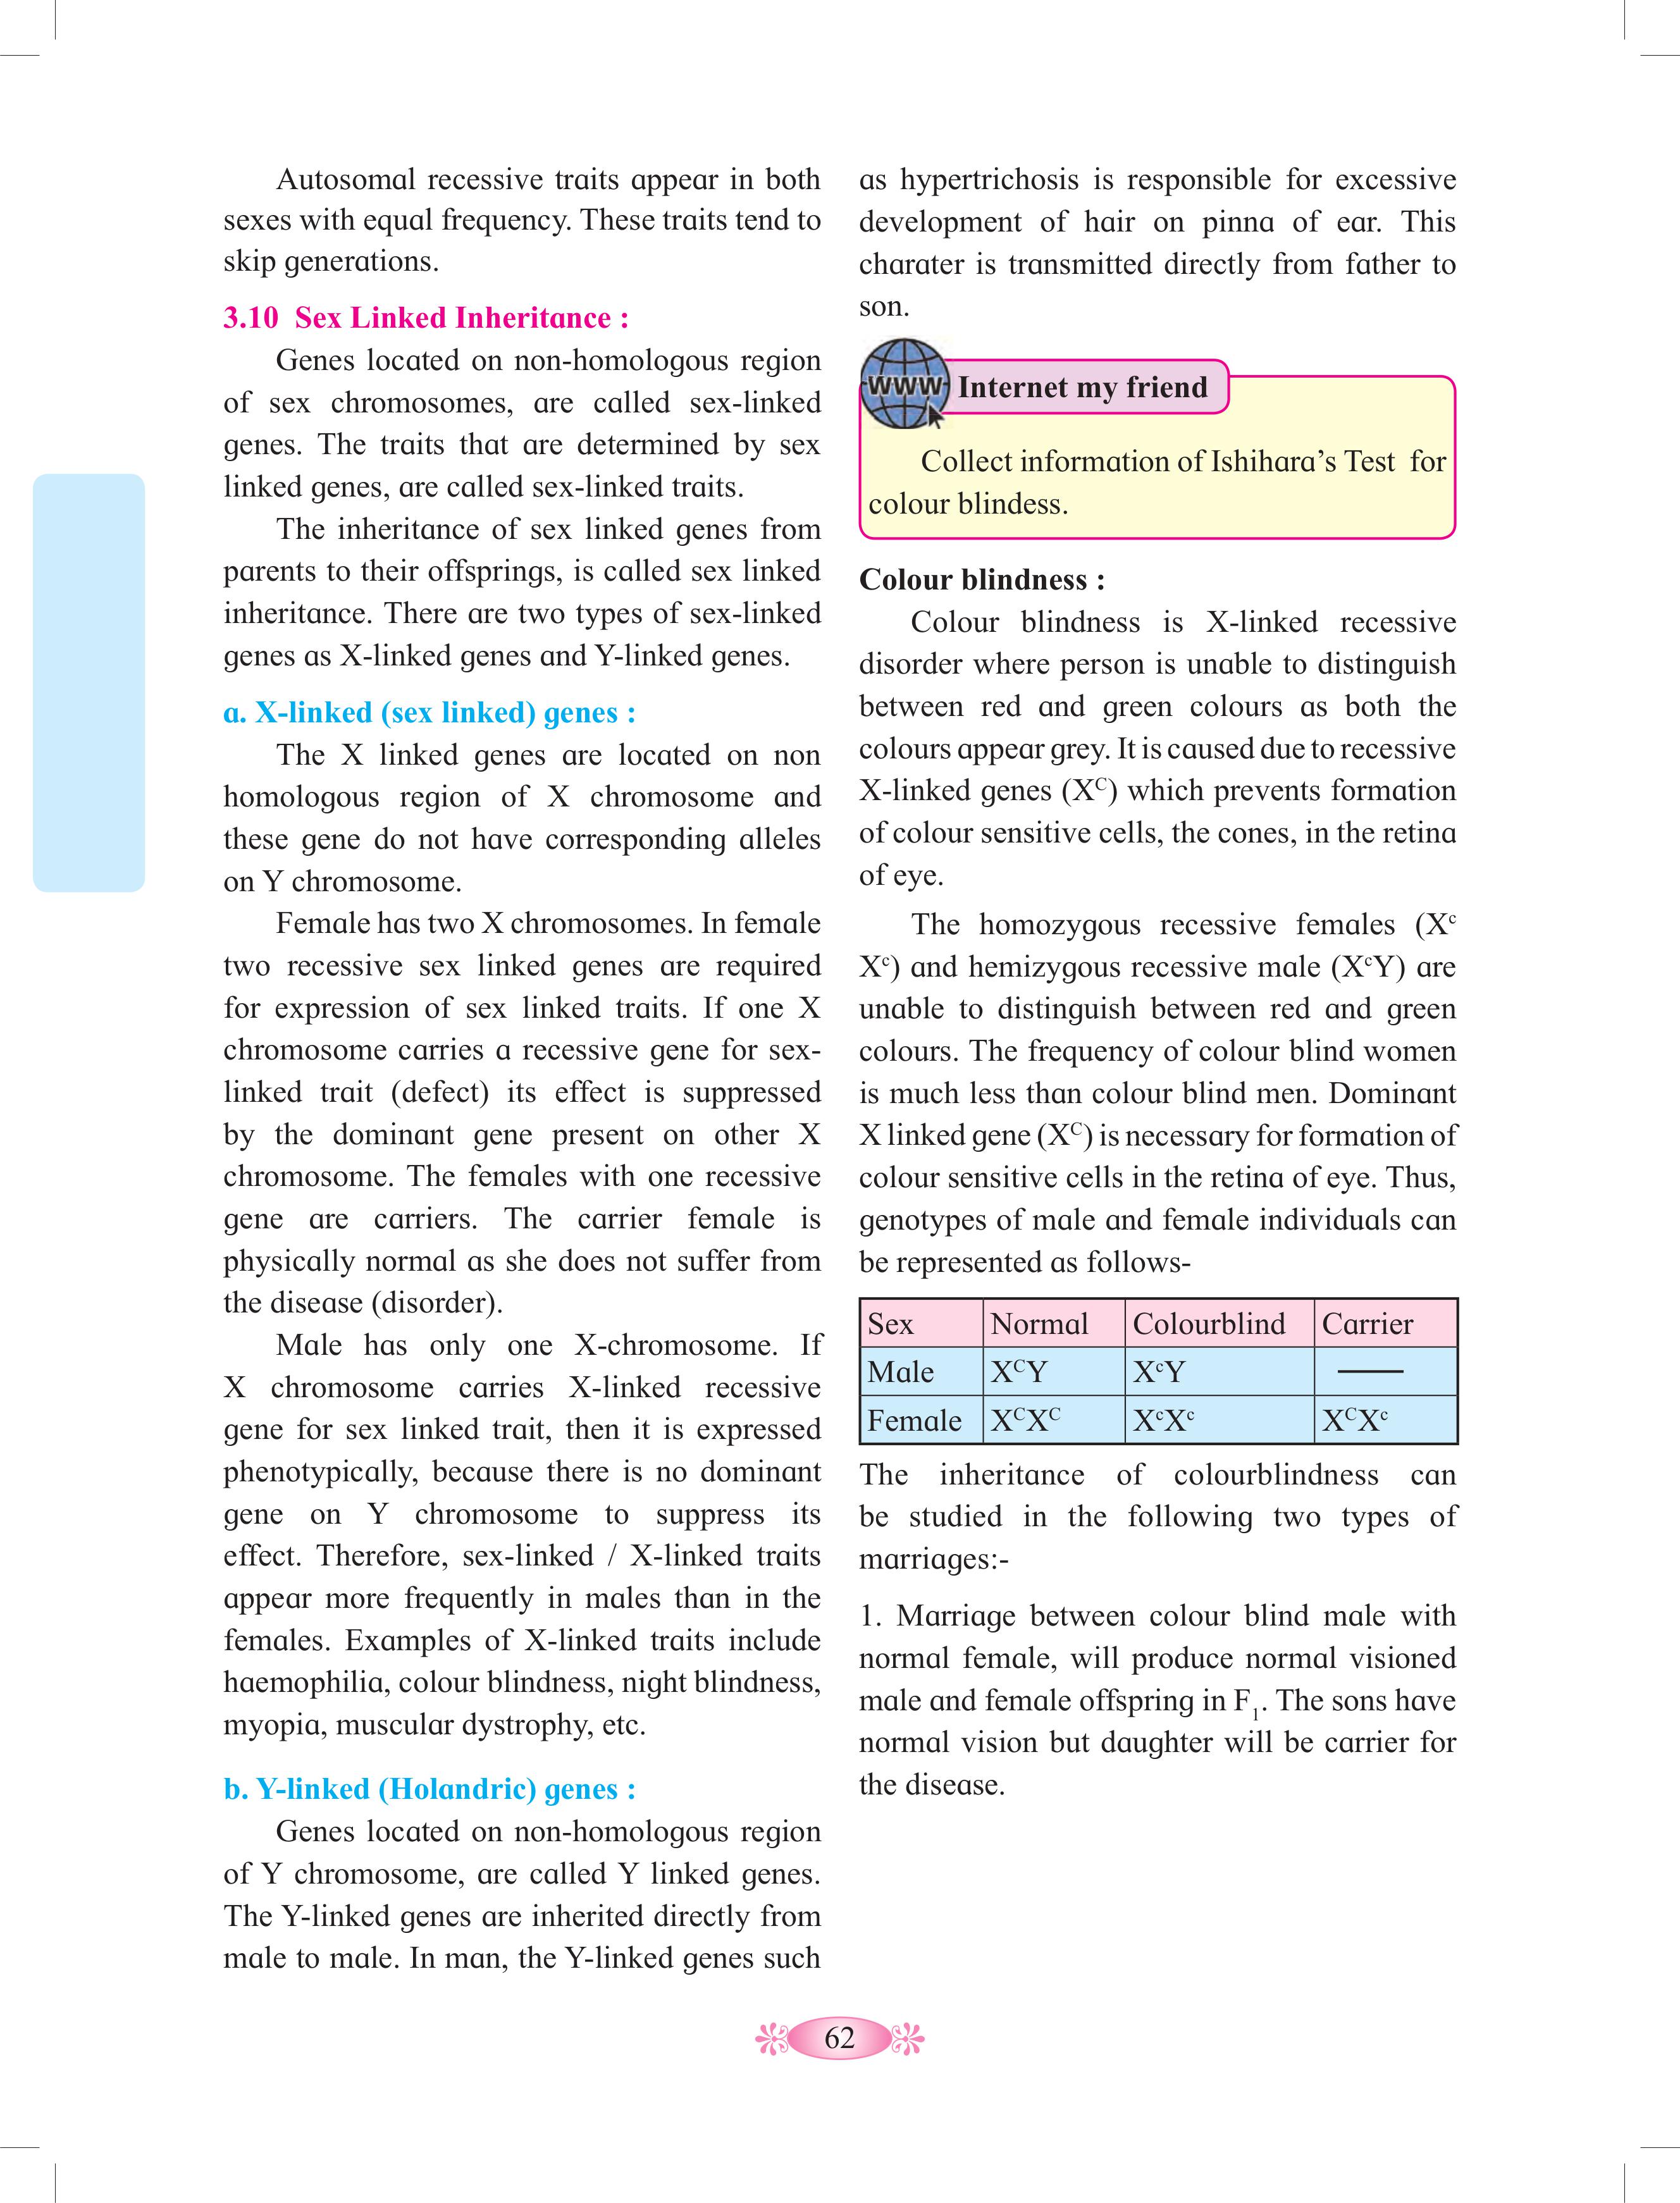 Autosomal recessive traits appear in both
sexes with equal frequency. These traits tend to
skip generations.
3.10 Sex Linked Inheritance :
Genes located on non-homologous region
of sex chromosomes, are called sex-linked
genes. The traits that are determined by sex
linked genes, are called sex-linked traits.
The inheritance of sex linked genes from
parents to their offsprings, is called sex linked
inheritance. There are two types of sex-linked
genes as X-linked genes and Y-linked genes.
a. X-linked (sex linked) genes :
The X linked genes are located on non
homologous region of X chromosome and
these gene do not have corresponding alleles
on Y chromosome.
Female has two X chromosomes. In female
two recessive sex linked genes are required
for expression of sex linked traits. If one X
chromosome carries a recessive gene for sex-
linked trait (defect) its effect is suppressed
by the dominant gene present on other X
chromosome. The females with one recessive
gene are carriers. The carrier female is
physically normal as she does not suffer from
the disease (disorder).
Male has only one X-chromosome. If
X chromosome carries X-linked recessive
gene for sex linked trait, then it is expressed
phenotypically, because there is no dominant
gene on Y chromosome to suppress its
effect. Therefore, sex-linked / X-linked traits
appear more frequently in males than in the
females. Examples of X-linked traits include
haemophilia, colour blindness, night blindness,
myopia, muscular dystrophy, etc.
b. Y-linked (Holandric) genes :
Genes located on non-homologous region
of Y chromosome, are called Y linked genes.
The Y-linked genes are inherited directly from
male to male. In man, the Y-linked genes such
as hypertrichosis is responsible for excessive
development of hair on pinna of ear. This
charater is transmitted directly from father to
son.
WWW Internet my friend
Collect information of Ishihara’s Test for
colour blindess.
Colour blindness :
Colour blindness is X-linked recessive
disorder where person is unable to distinguish
between red and green colours as both the
colours appear grey. It is caused due to recessive
X-linked genes (Xᶜ) which prevents formation
of colour sensitive cells, the cones, in the retina
of eye.
The homozygous recessive females (Xᶜ
Xᶜ) and hemizygous recessive male (XᶜY) are
unable to distinguish between red and green
colours. The frequency of colour blind women
is much less than colour blind men. Dominant
X linked gene (X^C) is necessary for formation of
colour sensitive cells in the retina of eye. Thus,
genotypes of male and female individuals can
be represented as follows-
Sex Normal Colourblind Carrier
Male X^CY X^cY ——
Female X^CX^C X^cX^c X^CX^c
The inheritance of colourblindness can
be studied in the following two types of
marriages:-
1. Marriage between colour blind male with
normal female, will produce normal visioned
male and female offspring in F₁. The sons have
normal vision but daughter will be carrier for
the disease.
62